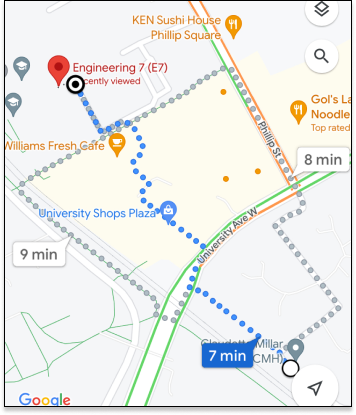 KEN Sushi House
Phillip Square
Engineering 7 (E7)
cently viewed
Gol's La
Noodle
Top rated
Phillip St
Williams Fresh Cafe
8 min
University Shops Plaza
University Ave W
9 min
7 min
Claudette Millar
(CMH)
Google